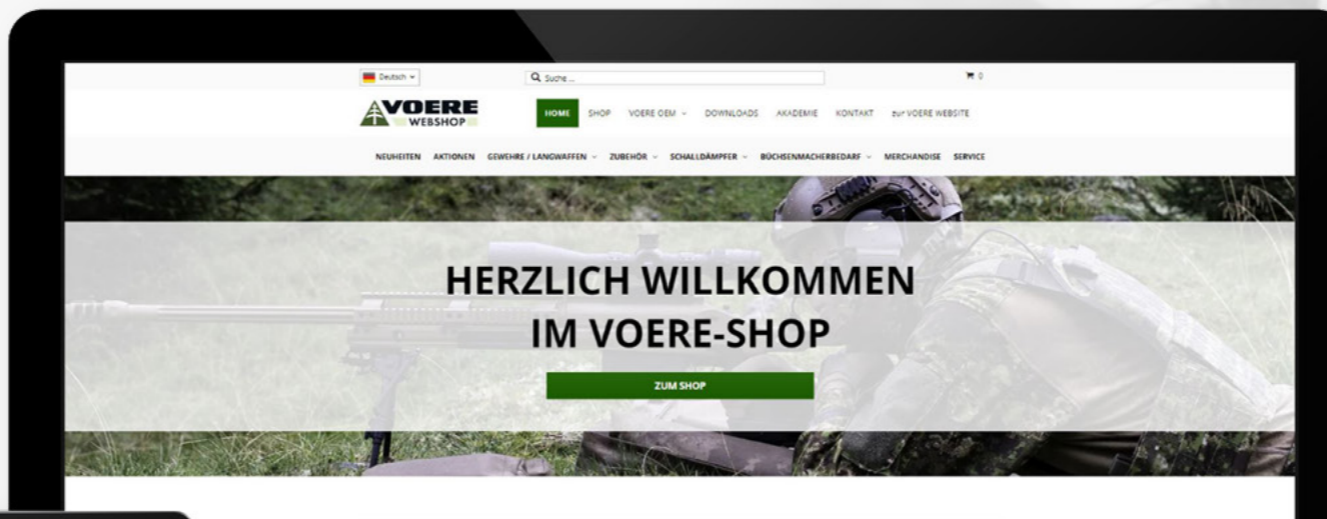 Deutsch
Suche ...
0
VOERE
WEBSHOP
HOME SHOP VOERE OEM DOWNLOADS AKADEMIE KONTAKT zur VOERE WEBSITE
NEUHEITEN AKTIONEN GEWEHRE / LANGWAFFEN ZUBEHÖR SCHALLDÄMPFER BÜCHSENMACHERBEDARF MERCHANDISE SERVICE
HERZLICH WILLKOMMEN
IM VOERE-SHOP
ZUM SHOP